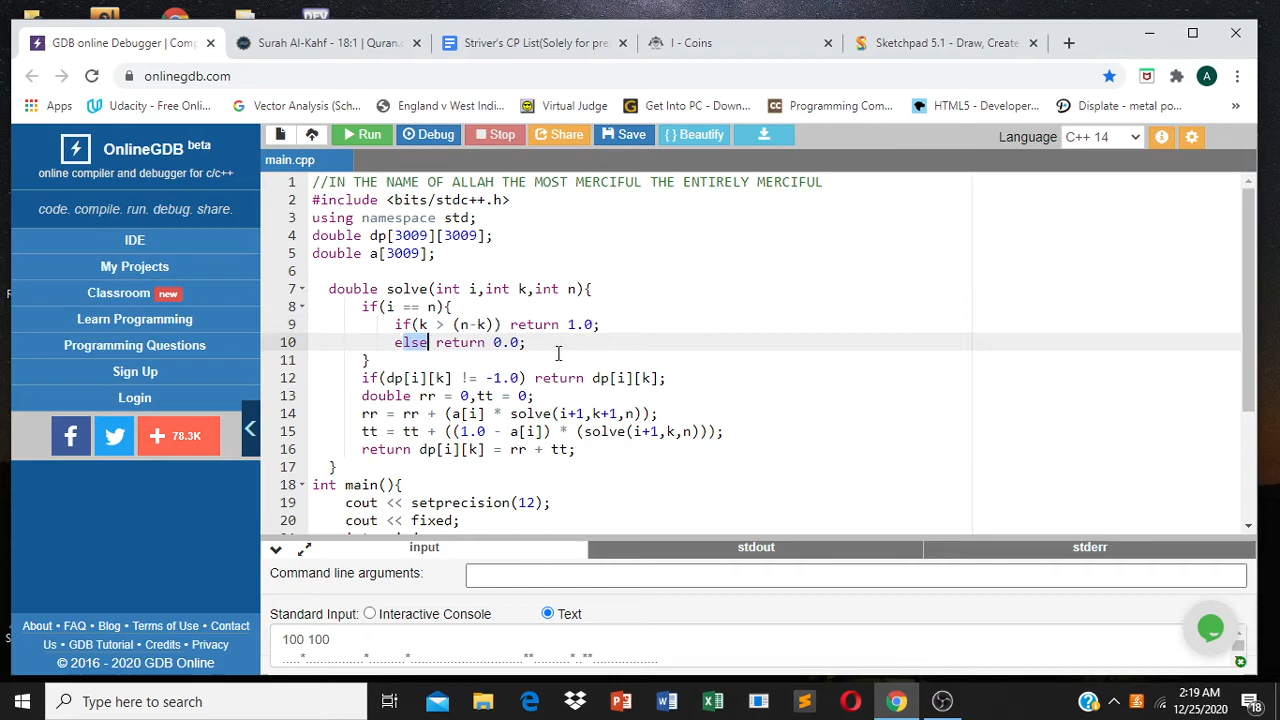 DEV
GDB online Debugger | Comp
Surah Al-Kahf - 18:1 | Quran.c
Striver's CP List(Solely for pre
I - Coins
Sketchpad 5.1 - Draw, Create
onlinegdb.com
A
Apps
Udacity - Free Onli...
Vector Analysis (Sch...
England v West Indi...
Virtual Judge
Get Into PC - Down...
Programming Com...
HTML5 - Developer...
Displate - metal po...
OnlineGDB beta
online compiler and debugger for c/c++
code. compile. run. debug. share.
IDE
My Projects
Classroom new
Learn Programming
Programming Questions
Sign Up
Login
78.3K
About • FAQ • Blog • Terms of Use • Contact
Us • GDB Tutorial • Credits • Privacy
© 2016 - 2020 GDB Online
Run
Debug
Stop
Share
Save
{ } Beautify
Language C++ 14
main.cpp
1 //IN THE NAME OF ALLAH THE MOST MERCIFUL THE ENTIRELY MERCIFUL
2 #include <bits/stdc++.h>
3 using namespace std;
4 double dp[3009][3009];
5 double a[3009];
6
7 double solve(int i,int k,int n){
8 if(i == n){
9 if(k > (n-k)) return 1.0;
10 else return 0.0;
11 }
12 if(dp[i][k] != -1.0) return dp[i][k];
13 double rr = 0,tt = 0;
14 rr = rr + (a[i] * solve(i+1,k+1,n));
15 tt = tt + ((1.0 - a[i]) * (solve(i+1,k,n)));
16 return dp[i][k] = rr + tt;
17 }
18 int main(){
19 cout << setprecision(12);
20 cout << fixed;
input
stdout
stderr
Command line arguments:
Standard Input: Interactive Console Text
100 100
Type here to search
2:19 AM
12/25/2020
18